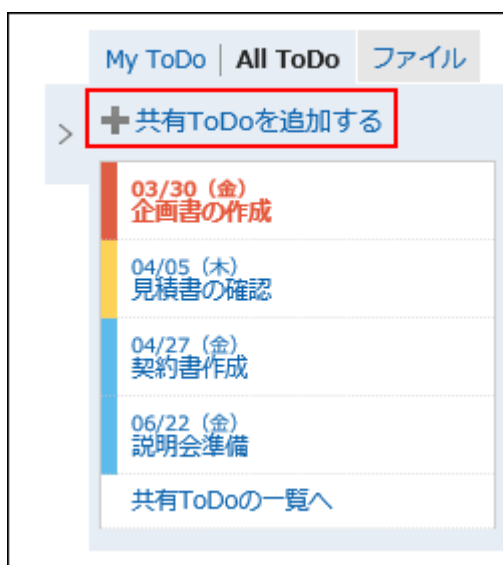 My ToDo | All ToDo ファイル
> +共有ToDoを追加する
03/30（金）
企画書の作成
04/05（木）
見積書の確認
04/27（金）
契約書作成
06/22（金）
説明会準備
共有ToDoの一覧へ